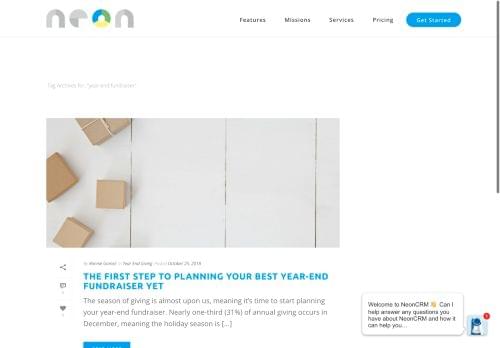 neon
Features Missions Services Pricing Get Started
Tag Archives for: "year-end fundraiser"
in Year End Giving Posted October 25, 2018
THE FIRST STEP TO PLANNING YOUR BEST YEAR-END
FUNDRAISER YET
The season of giving is almost upon us, meaning it's time to start planning
your year-end fundraiser. Nearly one-third (31%) of annual giving occurs in
December, meaning the holiday season is [...]
Welcome to NeonCRM 👋 Can I
help answer any questions you
have about NeonCRM and how it
can help you...
1